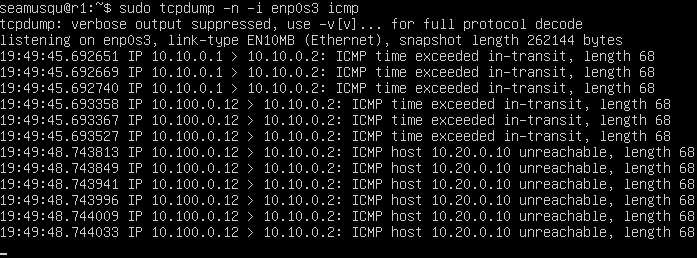 seamusqu@r1:~$ sudo tcpdump -n -i enp0s3 icmp
tcpdump: verbose output suppressed, use -v[v]... for full protocol decode
listening on enp0s3, link-type EN10MB (Ethernet), snapshot length 262144 bytes
19:49:45.692651 IP 10.10.0.1 > 10.10.0.2: ICMP time exceeded in-transit, length 68
19:49:45.692669 IP 10.10.0.1 > 10.10.0.2: ICMP time exceeded in-transit, length 68
19:49:45.692740 IP 10.10.0.1 > 10.10.0.2: ICMP time exceeded in-transit, length 68
19:49:45.693358 IP 10.100.0.12 > 10.10.0.2: ICMP time exceeded in-transit, length 68
19:49:45.693367 IP 10.100.0.12 > 10.10.0.2: ICMP time exceeded in-transit, length 68
19:49:45.693527 IP 10.100.0.12 > 10.10.0.2: ICMP time exceeded in-transit, length 68
19:49:48.743813 IP 10.100.0.12 > 10.10.0.2: ICMP host 10.20.0.10 unreachable, length 68
19:49:48.743849 IP 10.100.0.12 > 10.10.0.2: ICMP host 10.20.0.10 unreachable, length 68
19:49:48.743941 IP 10.100.0.12 > 10.10.0.2: ICMP host 10.20.0.10 unreachable, length 68
19:49:48.743996 IP 10.100.0.12 > 10.10.0.2: ICMP host 10.20.0.10 unreachable, length 68
19:49:48.744009 IP 10.100.0.12 > 10.10.0.2: ICMP host 10.20.0.10 unreachable, length 68
19:49:48.744033 IP 10.100.0.12 > 10.10.0.2: ICMP host 10.20.0.10 unreachable, length 68